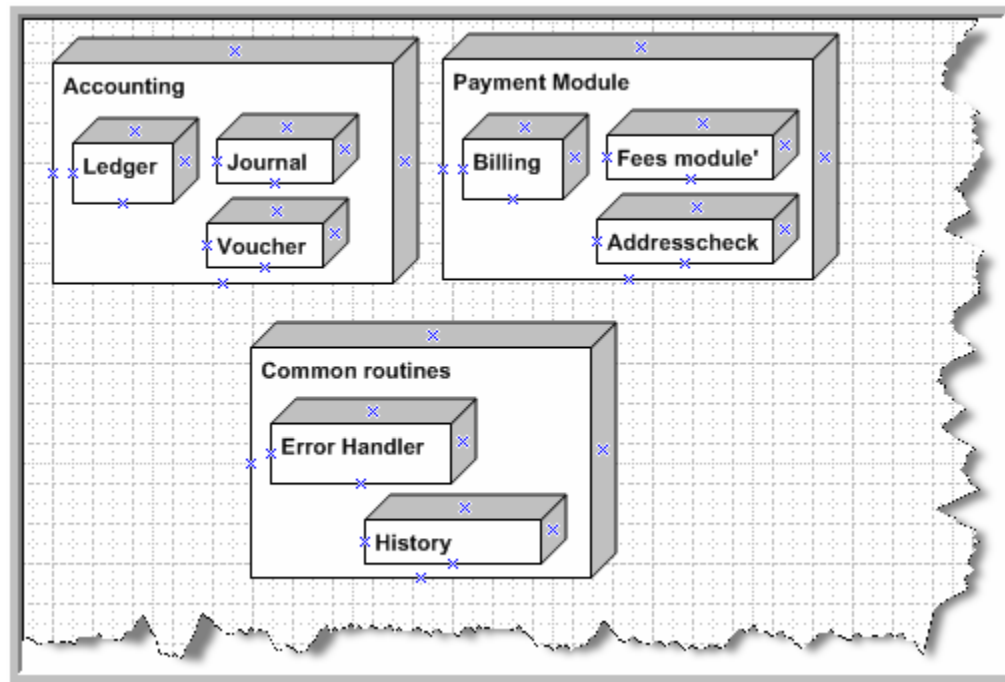 Accounting
Ledger
Journal
Voucher
Payment Module
Billing
Fees module'
Addresscheck
Common routines
Error Handler
History